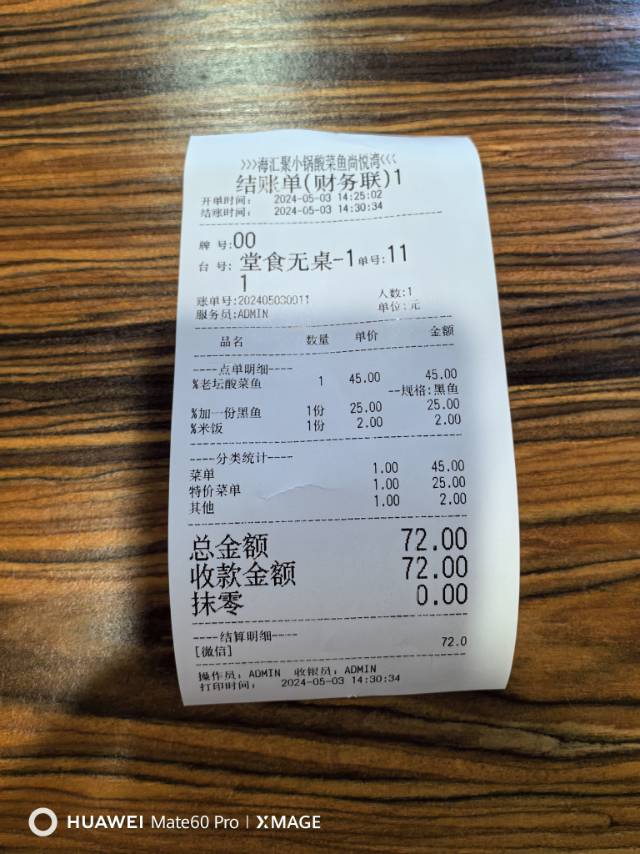 >>>海汇聚小锅酸菜鱼尚悦湾<<<
结账单(财务联)1
开单时间: 2024-05-03 14:25:02
结账时间: 2024-05-03 14:30:34
牌 号:00
台 号: 堂食无桌-1 单号:11
1
账单号:202405030011 人数:1
服务员:ADMIN 单位:元
品名 数量 单价 金额
----点单明细----
%老坛酸菜鱼 1 45.00 45.00
--规格:黑鱼
%加一份黑鱼 1份 25.00 25.00
%米饭 1份 2.00 2.00
----分类统计----
菜单 1.00 45.00
特价菜单 1.00 25.00
其他 1.00 2.00
总金额 72.00
收款金额 72.00
抹零 0.00
----结算明细----
[微信] 72.0
操作员: ADMIN 收银员: ADMIN
打印时间: 2024-05-03 14:30:34
HUAWEI Mate60 Pro | XMAGE